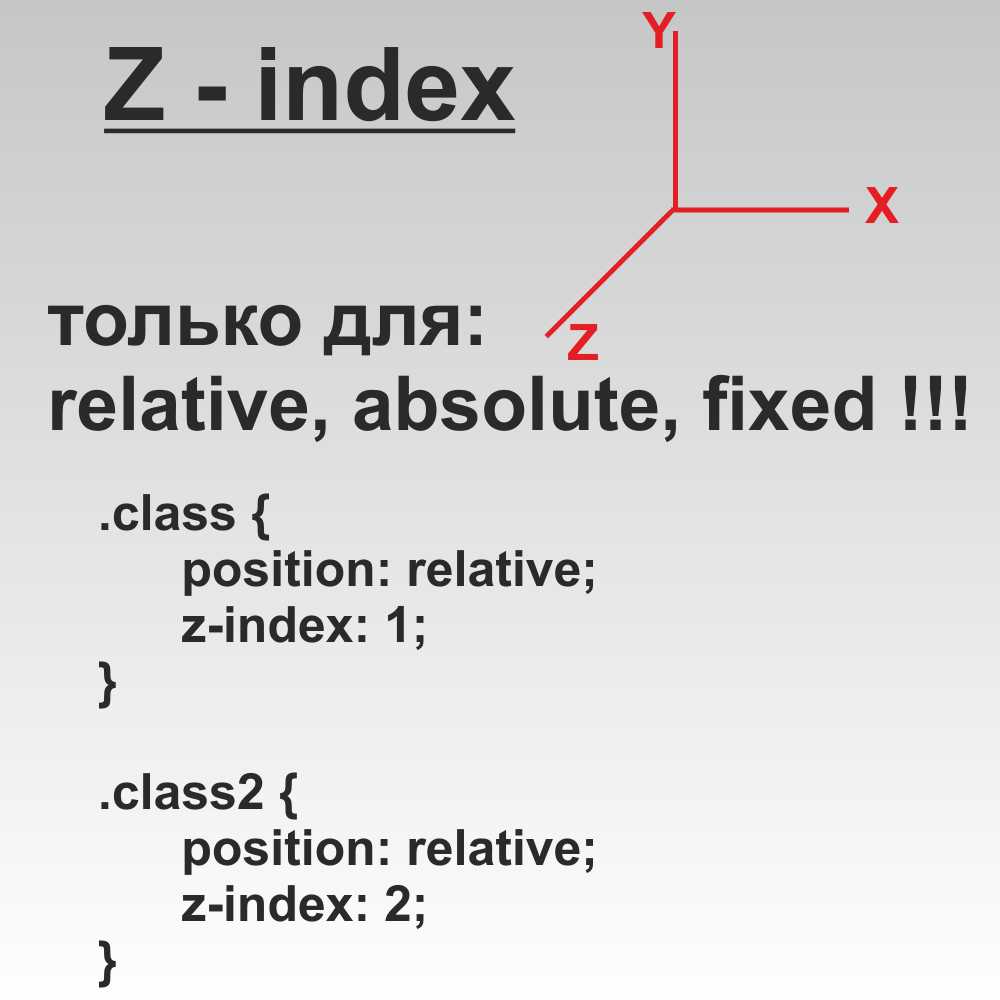 Z - index
Y
X
Z
только для:
relative, absolute, fixed !!!
.class {
position: relative;
z-index: 1;
}
.class2 {
position: relative;
z-index: 2;
}